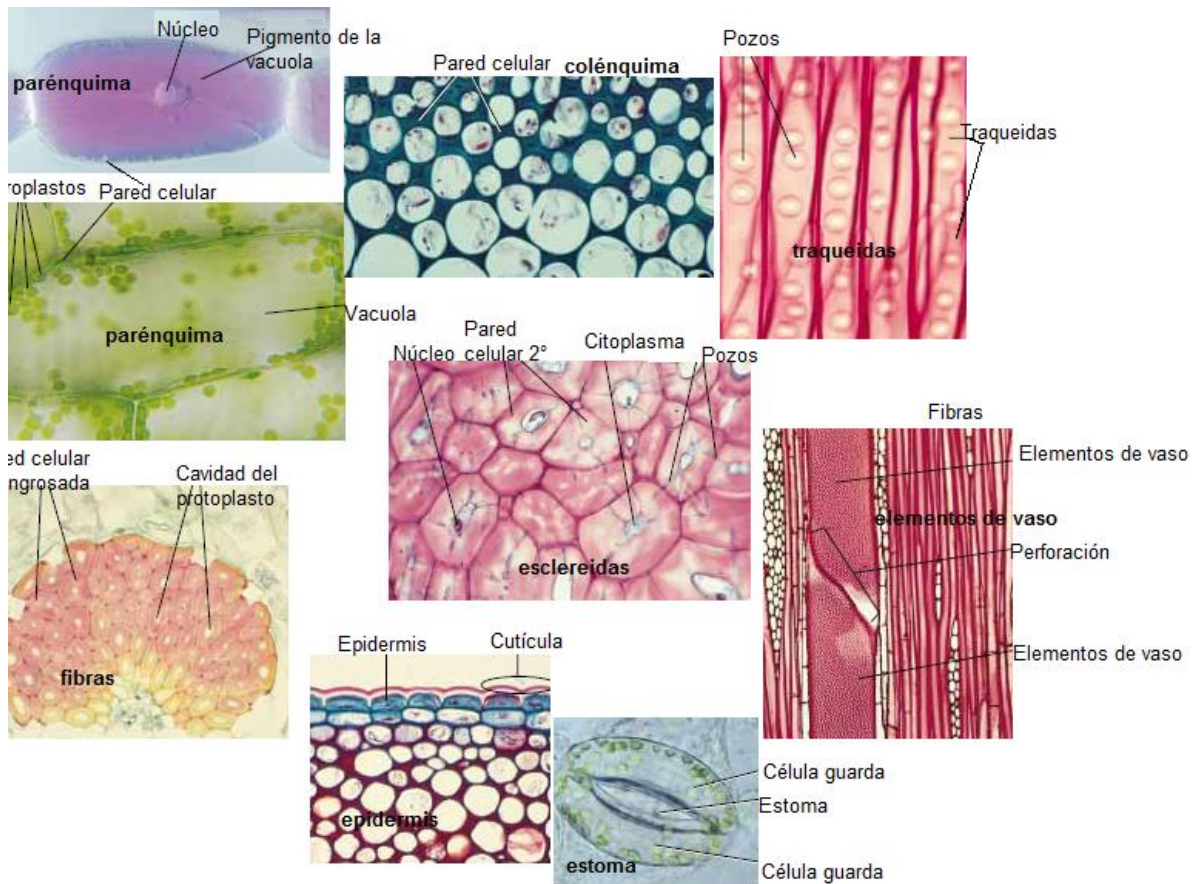 Núcleo
Pigmento de la
vacuola
parénquima
Pared celular
colénquima
Pozos
Traqueidas
traqueidas
roplastos
Pared celular
parénquima
Vacuola
Núcleo
Pared
celular 2°
Citoplasma
Pozos
esclereidas
Fibras
Elementos de vaso
elementos de vaso
Perforación
Elementos de vaso
ed celular
ngrosada
Cavidad del
protoplasto
fibras
Epidermis
Cutícula
epidermis
Célula guarda
Estoma
estoma
Célula guarda